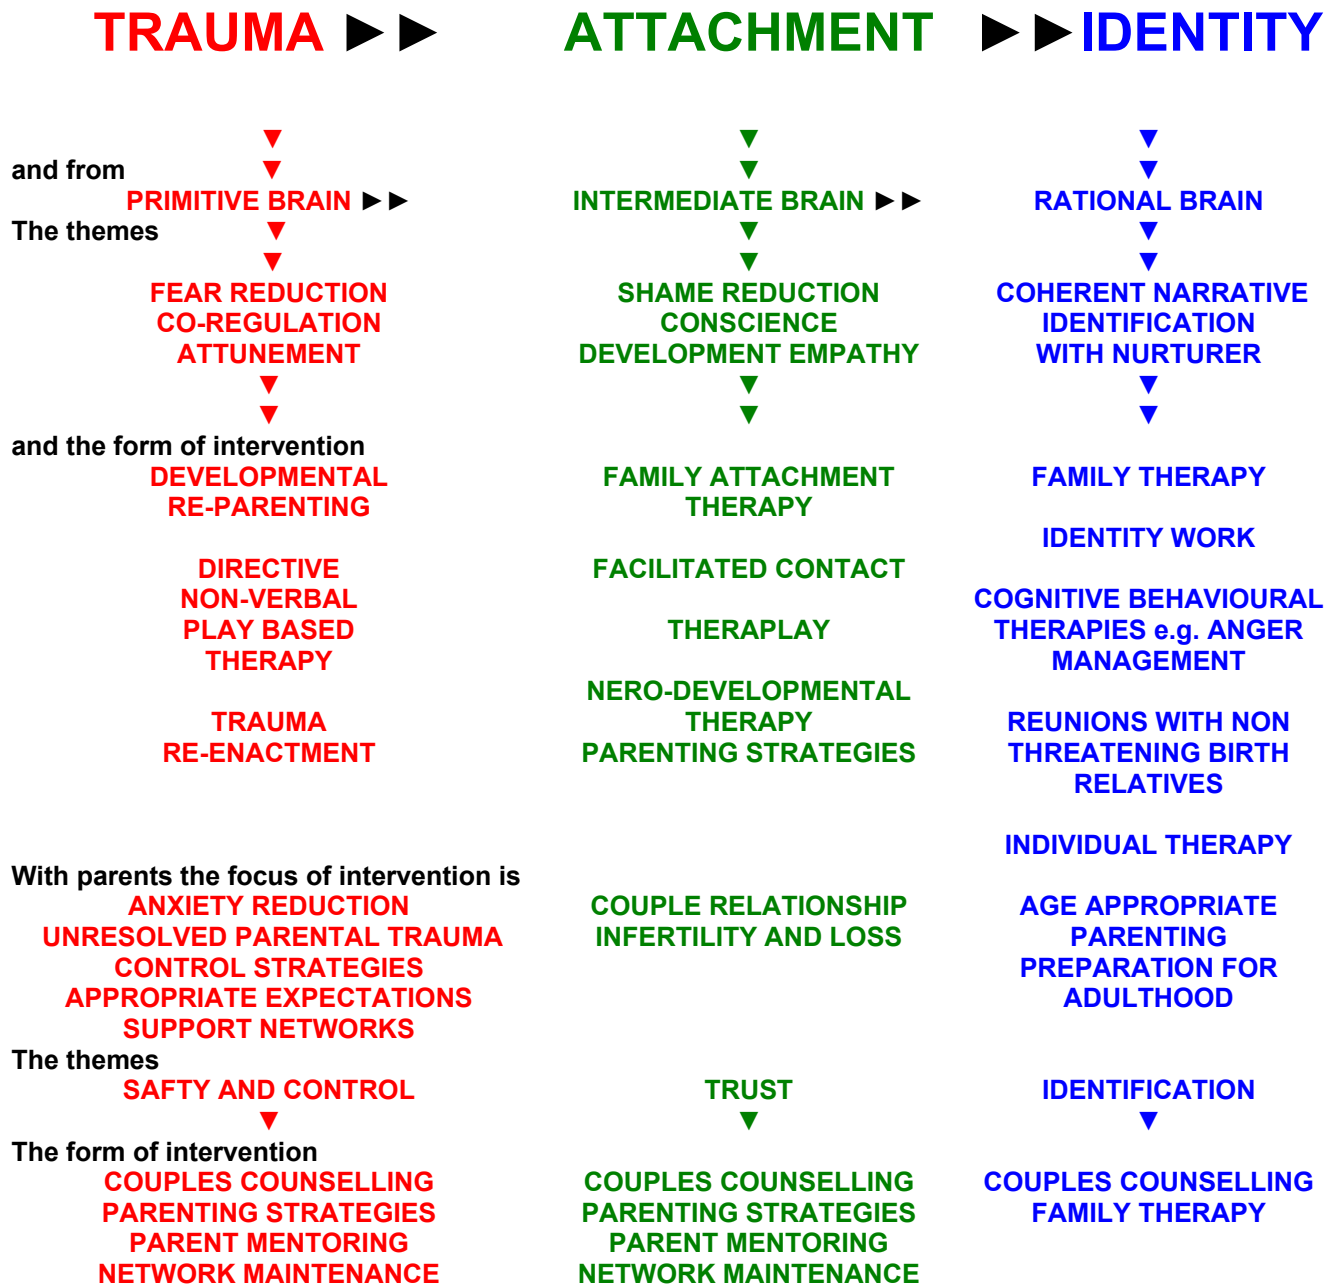 TRAUMA ►► ATTACHMENT ►► IDENTITY
▼ ▼ ▼
and from ▼ ▼ ▼
PRIMITIVE BRAIN ►► INTERMEDIATE BRAIN ►► RATIONAL BRAIN
The themes ▼ ▼ ▼
▼ ▼ ▼
FEAR REDUCTION SHAME REDUCTION COHERENT NARRATIVE
CO-REGULATION CONSCIENCE IDENTIFICATION
ATTUNEMENT DEVELOPMENT EMPATHY WITH NURTURER
▼ ▼ ▼
▼ ▼ ▼
and the form of intervention
DEVELOPMENTAL FAMILY ATTACHMENT FAMILY THERAPY
RE-PARENTING THERAPY
IDENTITY WORK
DIRECTIVE FACILITATED CONTACT
NON-VERBAL COGNITIVE BEHAVIOURAL
PLAY BASED THERAPLAY THERAPIES e.g. ANGER
THERAPY MANAGEMENT
NERO-DEVELOPMENTAL
TRAUMA THERAPY REUNIONS WITH NON
RE-ENACTMENT PARENTING STRATEGIES THREATENING BIRTH
RELATIVES
INDIVIDUAL THERAPY
With parents the focus of intervention is
ANXIETY REDUCTION COUPLE RELATIONSHIP AGE APPROPRIATE
UNRESOLVED PARENTAL TRAUMA INFERTILITY AND LOSS PARENTING
CONTROL STRATEGIES PREPARATION FOR
APPROPRIATE EXPECTATIONS ADULTHOOD
SUPPORT NETWORKS
The themes
SAFTY AND CONTROL TRUST IDENTIFICATION
▼ ▼ ▼
The form of intervention
COUPLES COUNSELLING COUPLES COUNSELLING COUPLES COUNSELLING
PARENTING STRATEGIES PARENTING STRATEGIES FAMILY THERAPY
PARENT MENTORING PARENT MENTORING
NETWORK MAINTENANCE NETWORK MAINTENANCE